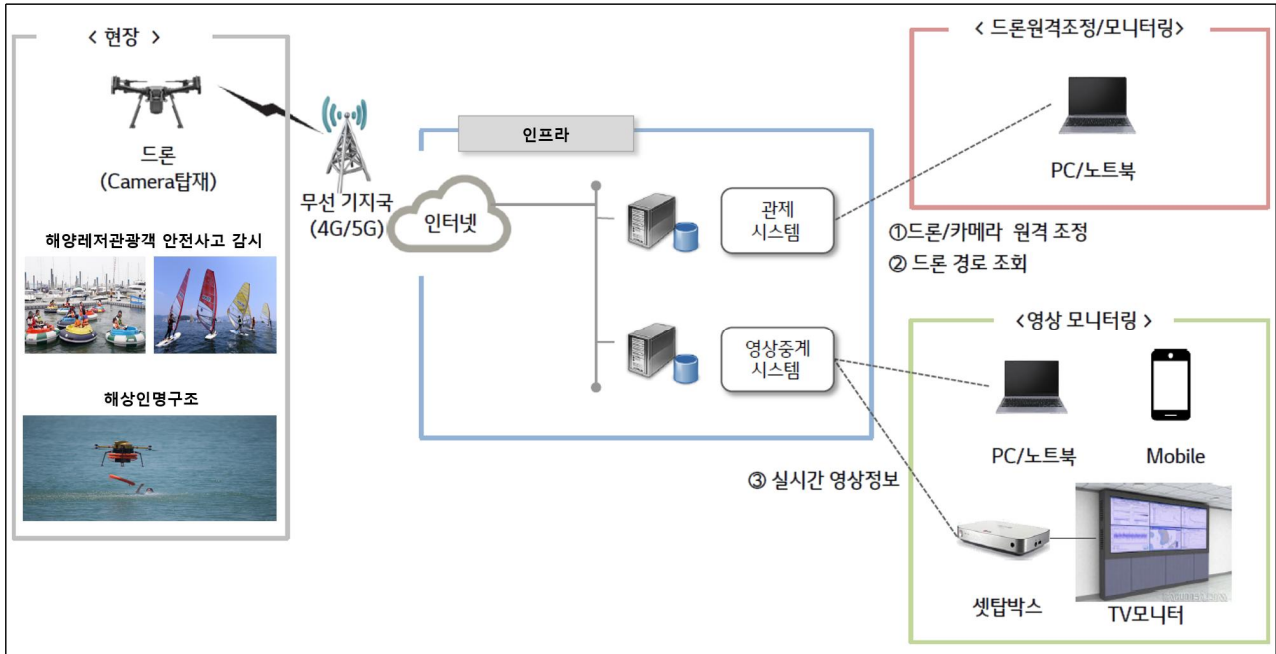 < 현장 >
드론
(Camera탑재)
해양레저관광객 안전사고 감시
해상인명구조
무선 기지국
(4G/5G)
인프라
인터넷
관제
시스템
영상중계
시스템
< 드론원격조정/모니터링>
PC/노트북
①드론/카메라 원격 조정
② 드론 경로 조회
<영상 모니터링 >
PC/노트북
Mobile
③ 실시간 영상정보
셋탑박스
TV모니터